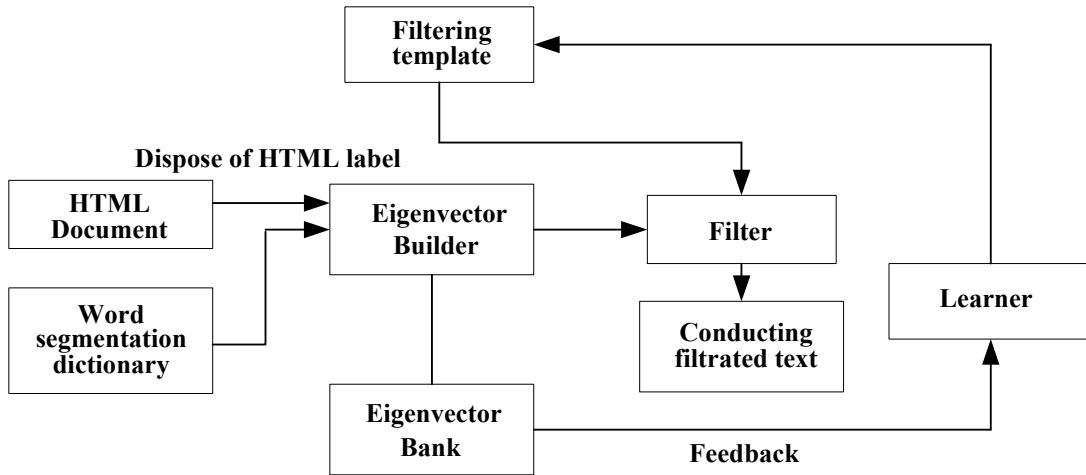 Filtering
template
Dispose of HTML label
HTML
Document
Eigenvector
Builder
Filter
Learner
Word
segmentation
dictionary
Conducting
filtrated text
Eigenvector
Bank
Feedback